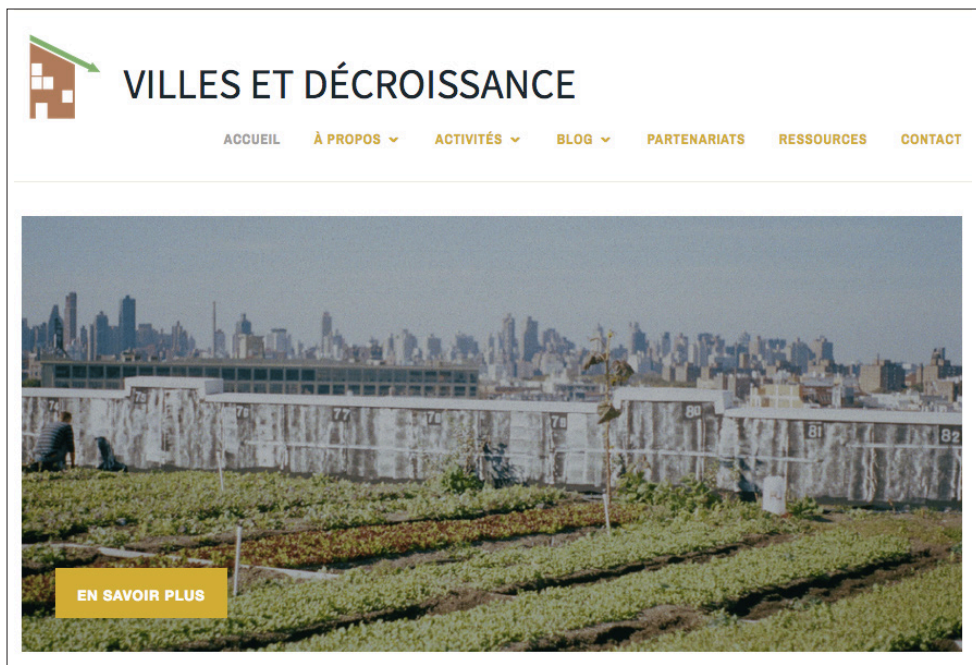 VILLES ET DÉCROISSANCE
ACCUEIL À PROPOS ACTIVITÉS BLOG PARTENARIATS RESSOURCES CONTACT
74 75 76 77 78 79 80 81 82
EN SAVOIR PLUS